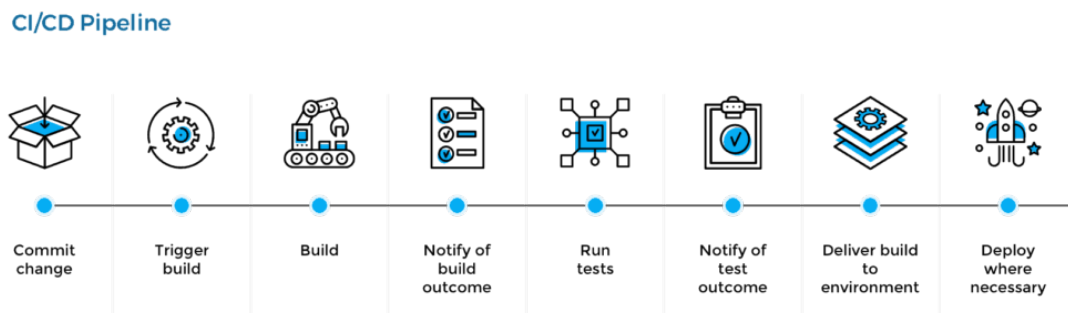 CI/CD Pipeline
Commit
change
Trigger
build
Build
Notify of
build
outcome
Run
tests
Notify of
test
outcome
Deliver build
to
environment
Deploy
where
necessary